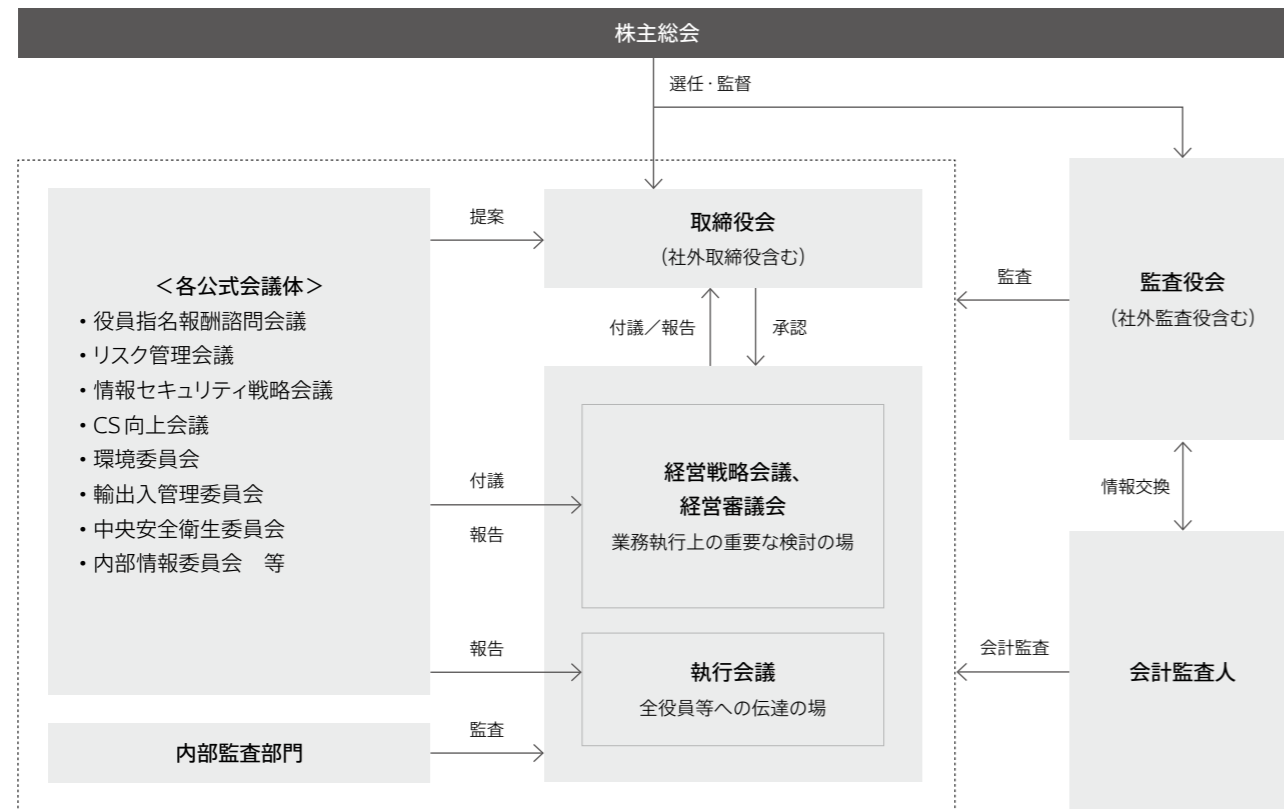 株主総会
選任・監督
＜各公式会議体＞
・役員指名報酬諮問会議
・リスク管理会議
・情報セキュリティ戦略会議
・CS向上会議
・環境委員会
・輸出入管理委員会
・中央安全衛生委員会
・内部情報委員会　等
提案
取締役会
（社外取締役含む）
付議／報告
承認
監査
監査役会
（社外監査役含む）
付議
報告
経営戦略会議、
経営審議会
業務執行上の重要な検討の場
情報交換
報告
執行会議
全役員等への伝達の場
会計監査
会計監査人
内部監査部門
監査